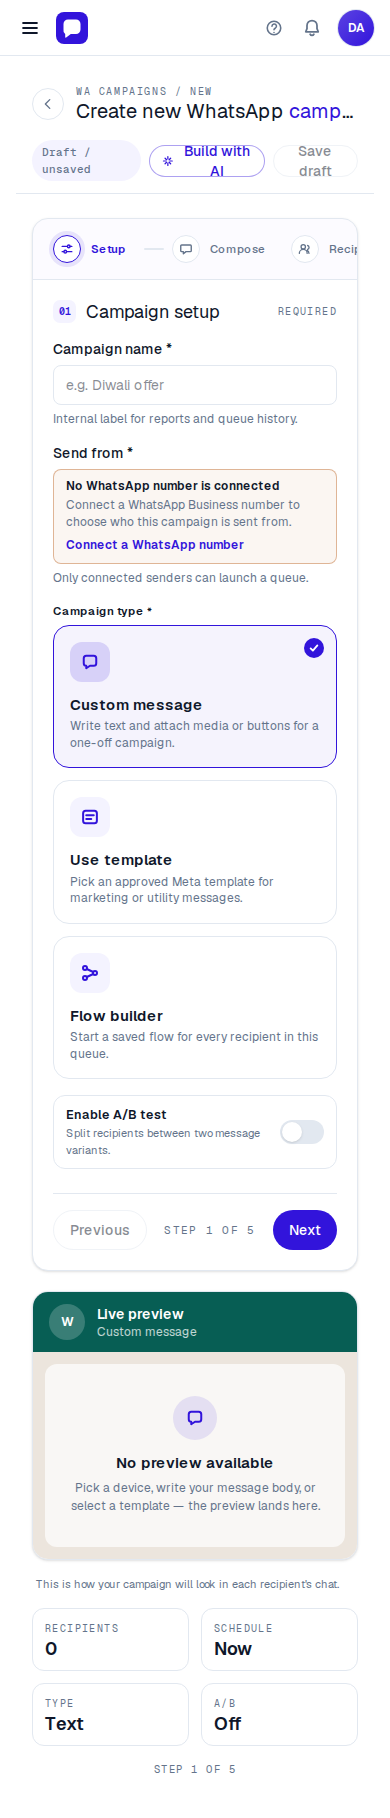 DA
WA CAMPAIGNS / NEW
Create new WhatsApp camp...
Draft /
unsaved
Build with
AI
Save
draft
Setup
Compose
Recip
01
Campaign setup
REQUIRED
Campaign name *
e.g. Diwali offer
Internal label for reports and queue history.
Send from *
No WhatsApp number is connected
Connect a WhatsApp Business number to
choose who this campaign is sent from.
Connect a WhatsApp number
Only connected senders can launch a queue.
Campaign type *
Custom message
Write text and attach media or buttons for a
one-off campaign.
Use template
Pick an approved Meta template for
marketing or utility messages.
Flow builder
Start a saved flow for every recipient in this
queue.
Enable A/B test
Split recipients between two message
variants.
Previous
STEP 1 OF 5
Next
W
Live preview
Custom message
No preview available
Pick a device, write your message body, or
select a template — the preview lands here.
This is how your campaign will look in each recipient's chat.
RECIPIENTS
0
SCHEDULE
Now
TYPE
Text
A/B
Off
STEP 1 OF 5